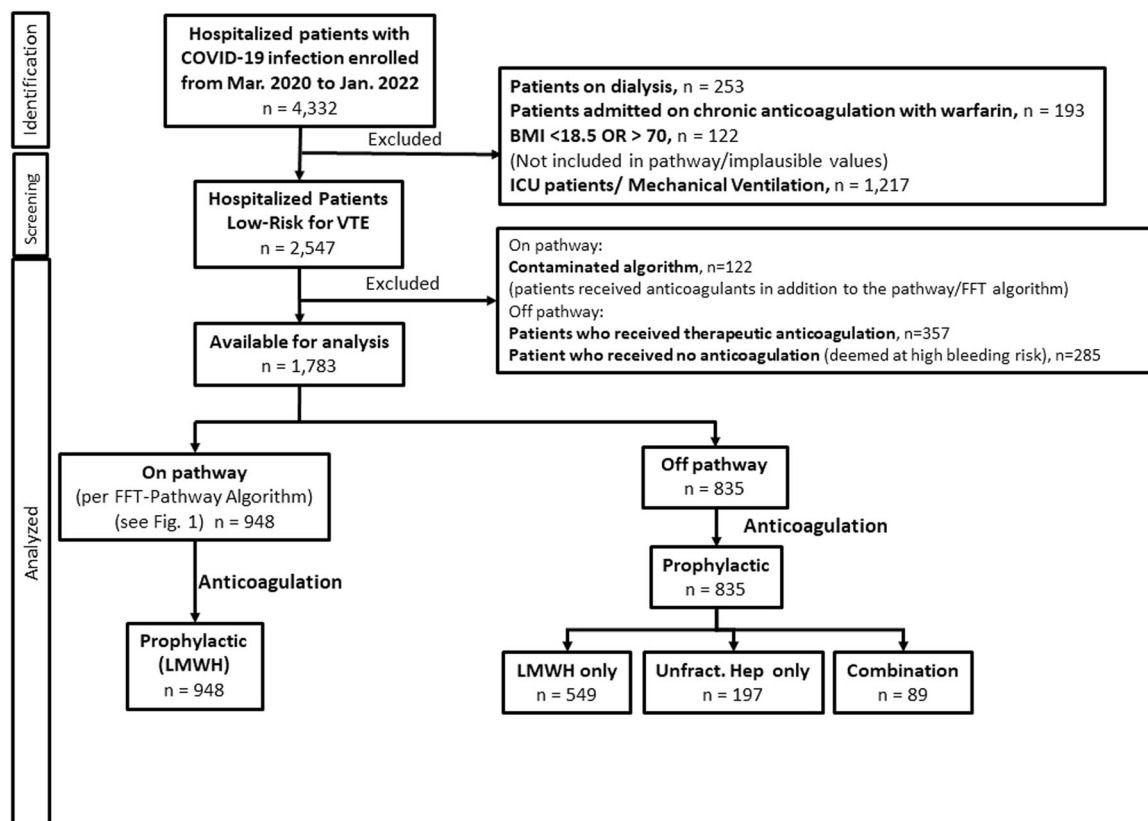 Identification
Hospitalized patients with
COVID-19 infection enrolled
from Mar. 2020 to Jan. 2022
n = 4,332
Excluded
Patients on dialysis, n = 253
Patients admitted on chronic anticoagulation with warfarin, n = 193
BMI <18.5 OR > 70, n = 122
(Not included in pathway/implausible values)
ICU patients/ Mechanical Ventilation, n = 1,217
Screening
Hospitalized Patients
Low-Risk for VTE
n = 2,547
Excluded
On pathway:
Contaminated algorithm, n=122
(patients received anticoagulants in addition to the pathway/FFT algorithm)
Off pathway:
Patients who received therapeutic anticoagulation, n=357
Patient who received no anticoagulation (deemed at high bleeding risk), n=285
Analyzed
Available for analysis
n = 1,783
On pathway
(per FFT-Pathway Algorithm)
(see Fig. 1) n = 948
Anticoagulation
Prophylactic
(LMWH)
n = 948
Off pathway
n = 835
Anticoagulation
Prophylactic
n = 835
LMWH only
n = 549
Unfract. Hep only
n = 197
Combination
n = 89